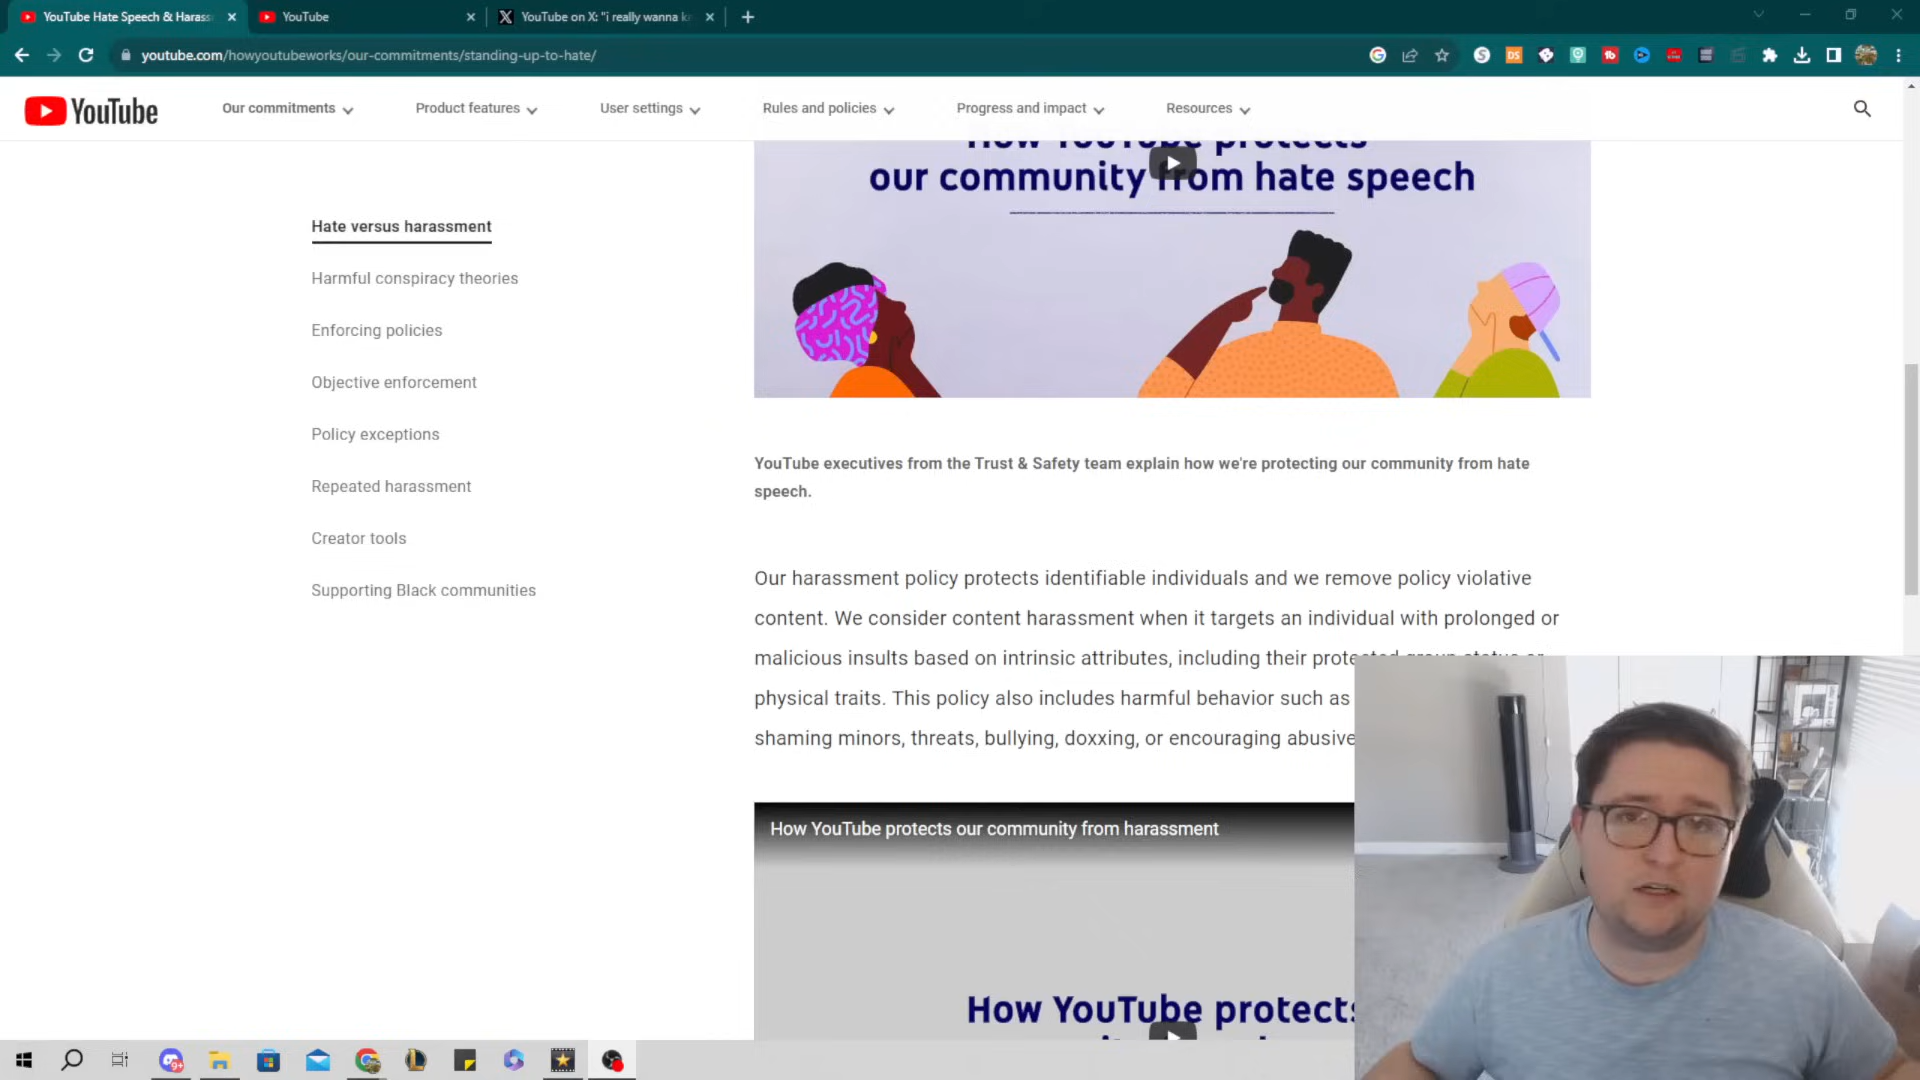 YouTube Hate Speech & Harass
YouTube
YouTube on X: "i really wanna k
youtube.com/howyoutubeworks/our-commitments/standing-up-to-hate/
YouTube
Our commitments
Product features
User settings
Rules and policies
Progress and impact
Resources
How YouTube protects
our community from hate speech
Hate versus harassment
Harmful conspiracy theories
Enforcing policies
Objective enforcement
Policy exceptions
Repeated harassment
Creator tools
Supporting Black communities
YouTube executives from the Trust & Safety team explain how we're protecting our community from hate
speech.
Our harassment policy protects identifiable individuals and we remove policy violative
content. We consider content harassment when it targets an individual with prolonged or
malicious insults based on intrinsic attributes, including their protected group status or
physical traits. This policy also includes harmful behavior such as
shaming minors, threats, bullying, doxxing, or encouraging abusive
How YouTube protects our community from harassment
How YouTube protects